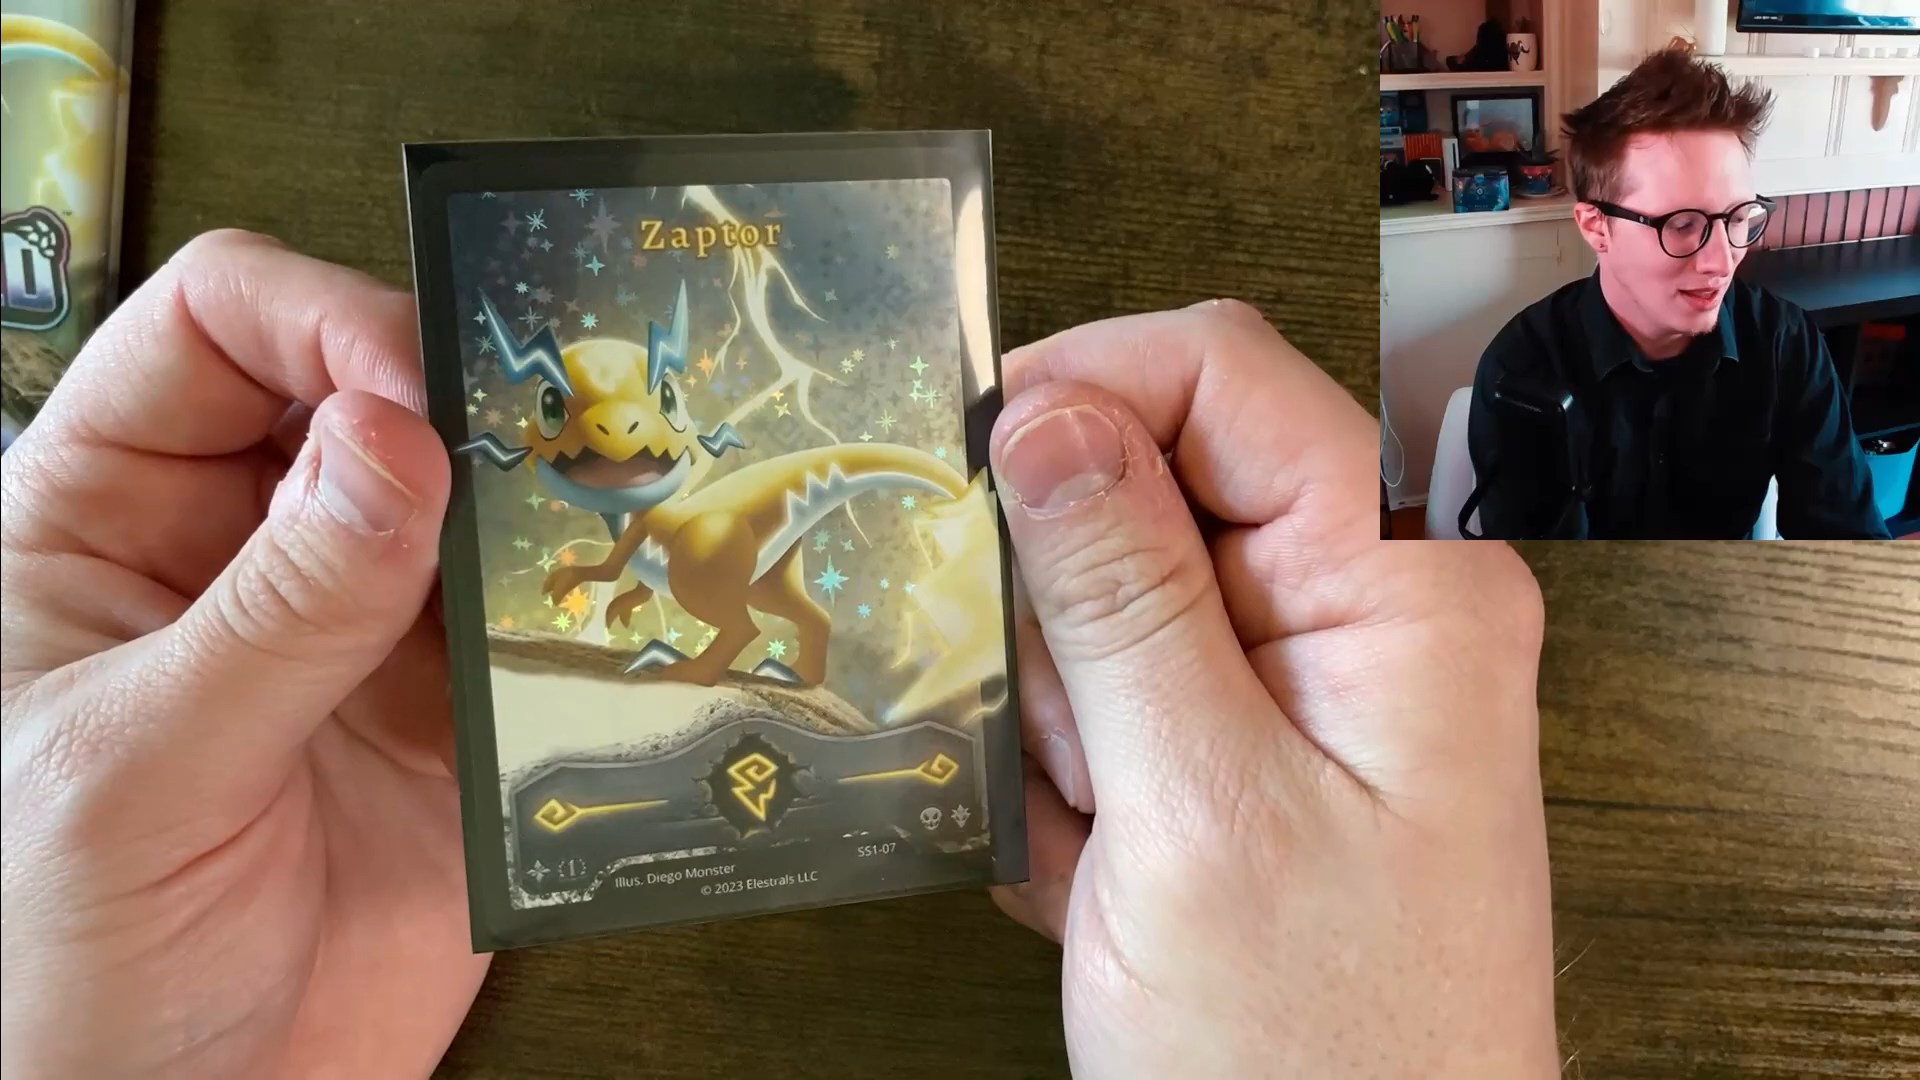 Zaptor
(1)
SS1-07
Illus. Diego Monster
© 2023 Elestrals LLC